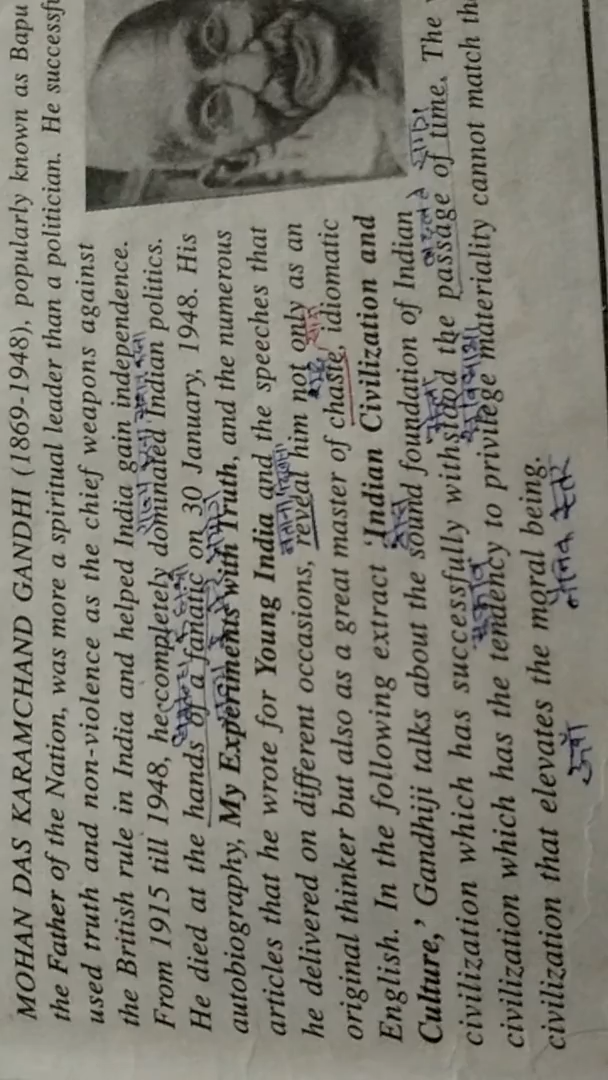 MOHAN DAS KARAMCHAND GANDHI (1869-1948), popularly known as Bapu
the Father of the Nation, was more a spiritual leader than a politician. He successf
used truth and non-violence as the chief weapons against
the British rule in India and helped India gain independence.
From 1915 till 1948, he completely dominated Indian politics.
He died at the hands of a fanatic on 30 January, 1948. His
autobiography, My Experiments with Truth, and the numerous
articles that he wrote for Young India and the speeches that
he delivered on different occasions, reveal him not only as an
original thinker but also as a great master of chaste, idiomatic
English. In the following extract 'Indian Civilization and
Culture,' Gandhiji talks about the sound foundation of Indian
civilization which has successfully withstand the passage of time. The
civilization which has the tendency to privilege materiality cannot match th
civilization that elevates the moral being.
नैतिक स्तर